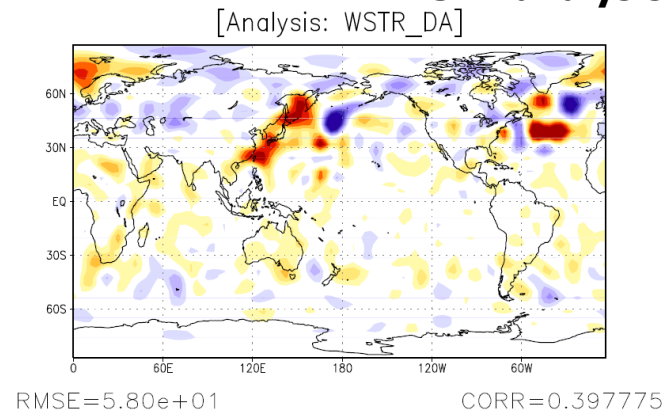 [Analysis: WSTR_DA]
60N
30N
EQ
30S
60S
0 60E 120E 180 120W 60W
RMSE=5.80e+01 CORR=0.397775